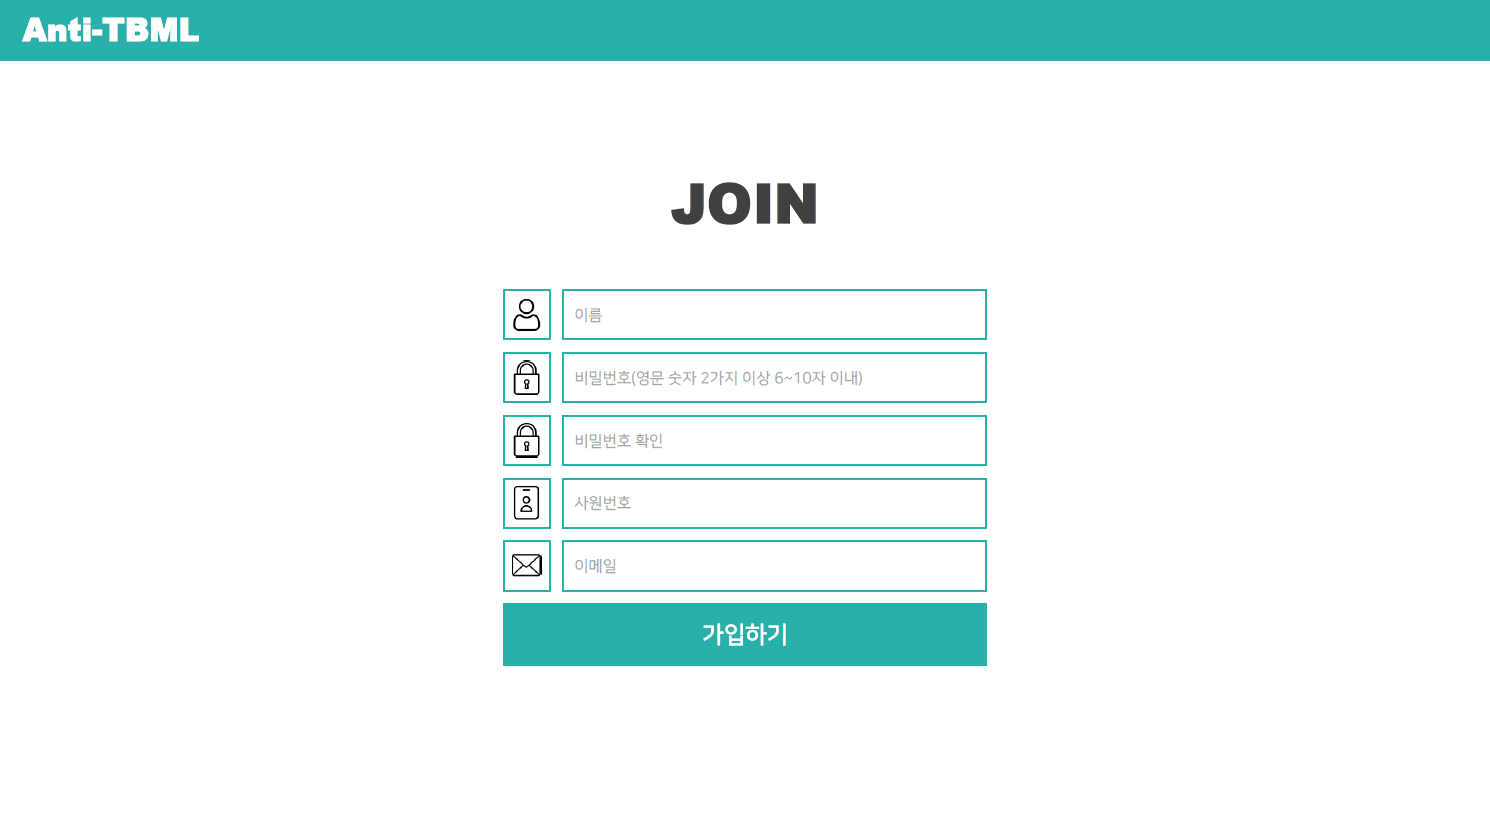 Anti-TBML
JOIN
이름
비밀번호(영문 숫자 2가지 이상 6~10자 이내)
비밀번호 확인
사원번호
이메일
가입하기